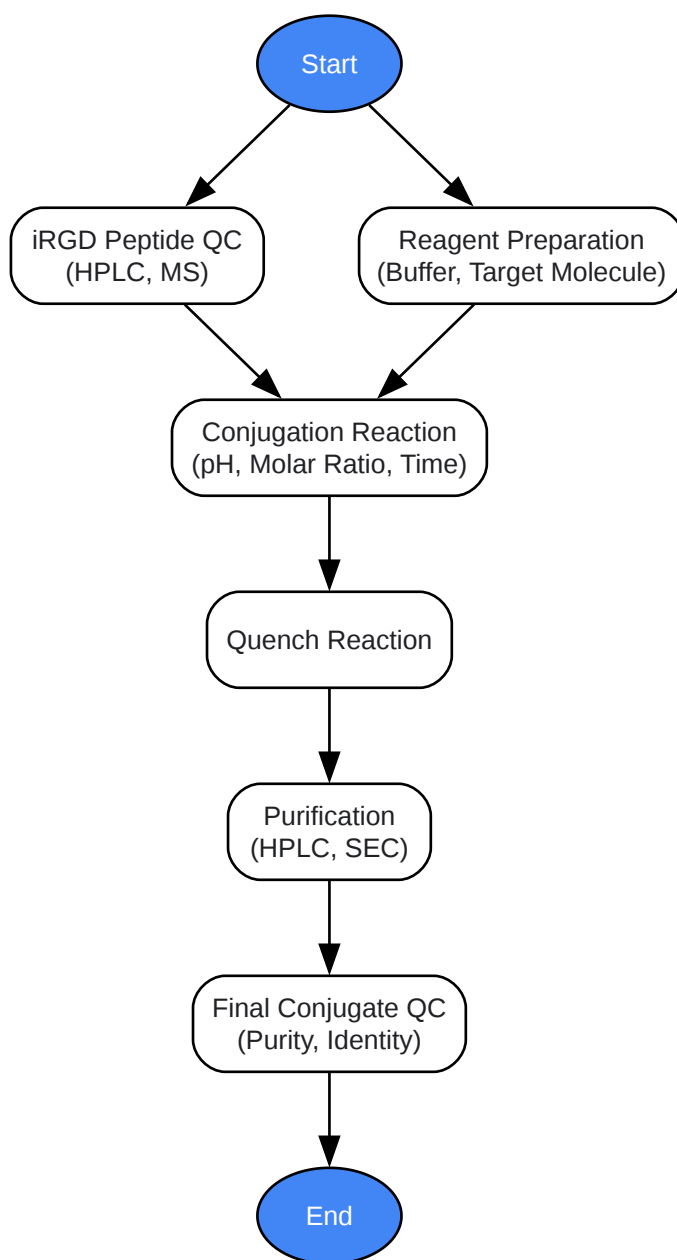 Start
iRGD Peptide QC
(HPLC, MS)
Reagent Preparation
(Buffer, Target Molecule)
Conjugation Reaction
(pH, Molar Ratio, Time)
Quench Reaction
Purification
(HPLC, SEC)
Final Conjugate QC
(Purity, Identity)
End